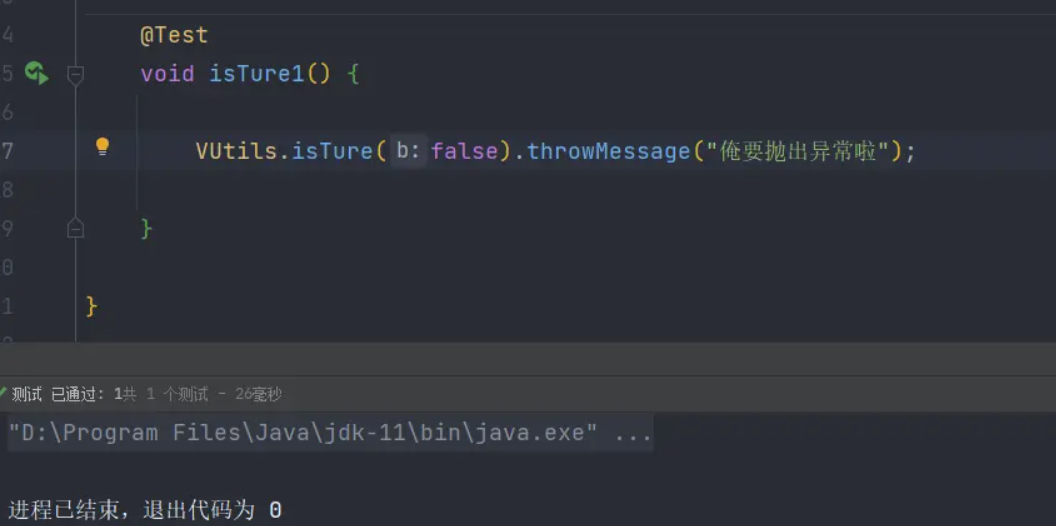 4 @Test
5 void isTure1() {
6
7 VUtils.isTure( b: false).throwMessage("俺要抛出异常啦");
8
9 }
0
1 }
测试 已通过: 1共 1 个测试 - 26毫秒
"D:\Program Files\Java\jdk-11\bin\java.exe" ...
进程已结束，退出代码为 0